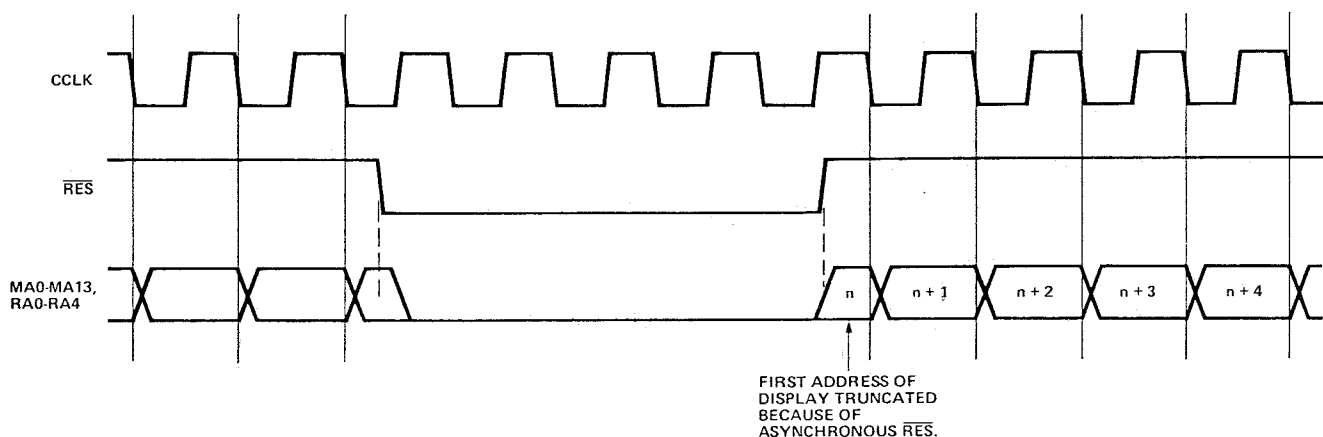 CCLK
RES
MA0-MA13,
RA0-RA4
n
n + 1
n + 2
n + 3
n + 4
FIRST ADDRESS OF
DISPLAY TRUNCATED
BECAUSE OF
ASYNCHRONOUS RES.